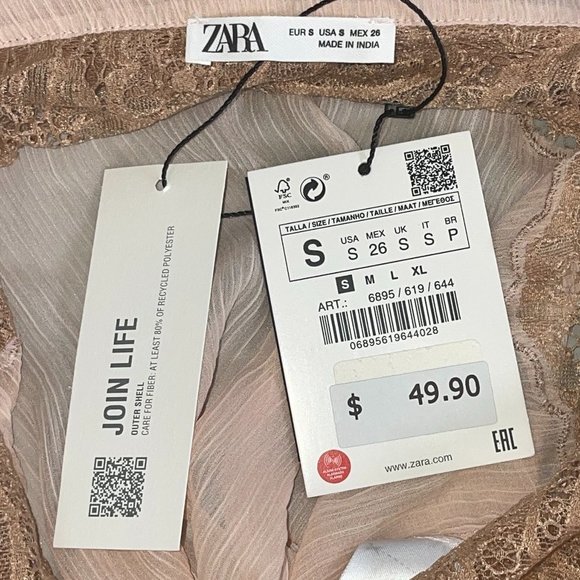 ZARA
EUR S USA S MEX 26
MADE IN INDIA
JOIN LIFE
OUTER SHELL
CARE FOR FIBER: AT LEAST 80% OF RECYCLED POLYESTER
FSC
MIX
TALLA / SIZE / TAMANHO / TAILLE / MAAT / ΜΕΓΕΘΟΣ
S
USA MEX UK IT BR
S 26 S S P
S M L XL
ART.: 6895 / 619 / 644
06895619644028
$ 49.90
www.zara.com
EAC